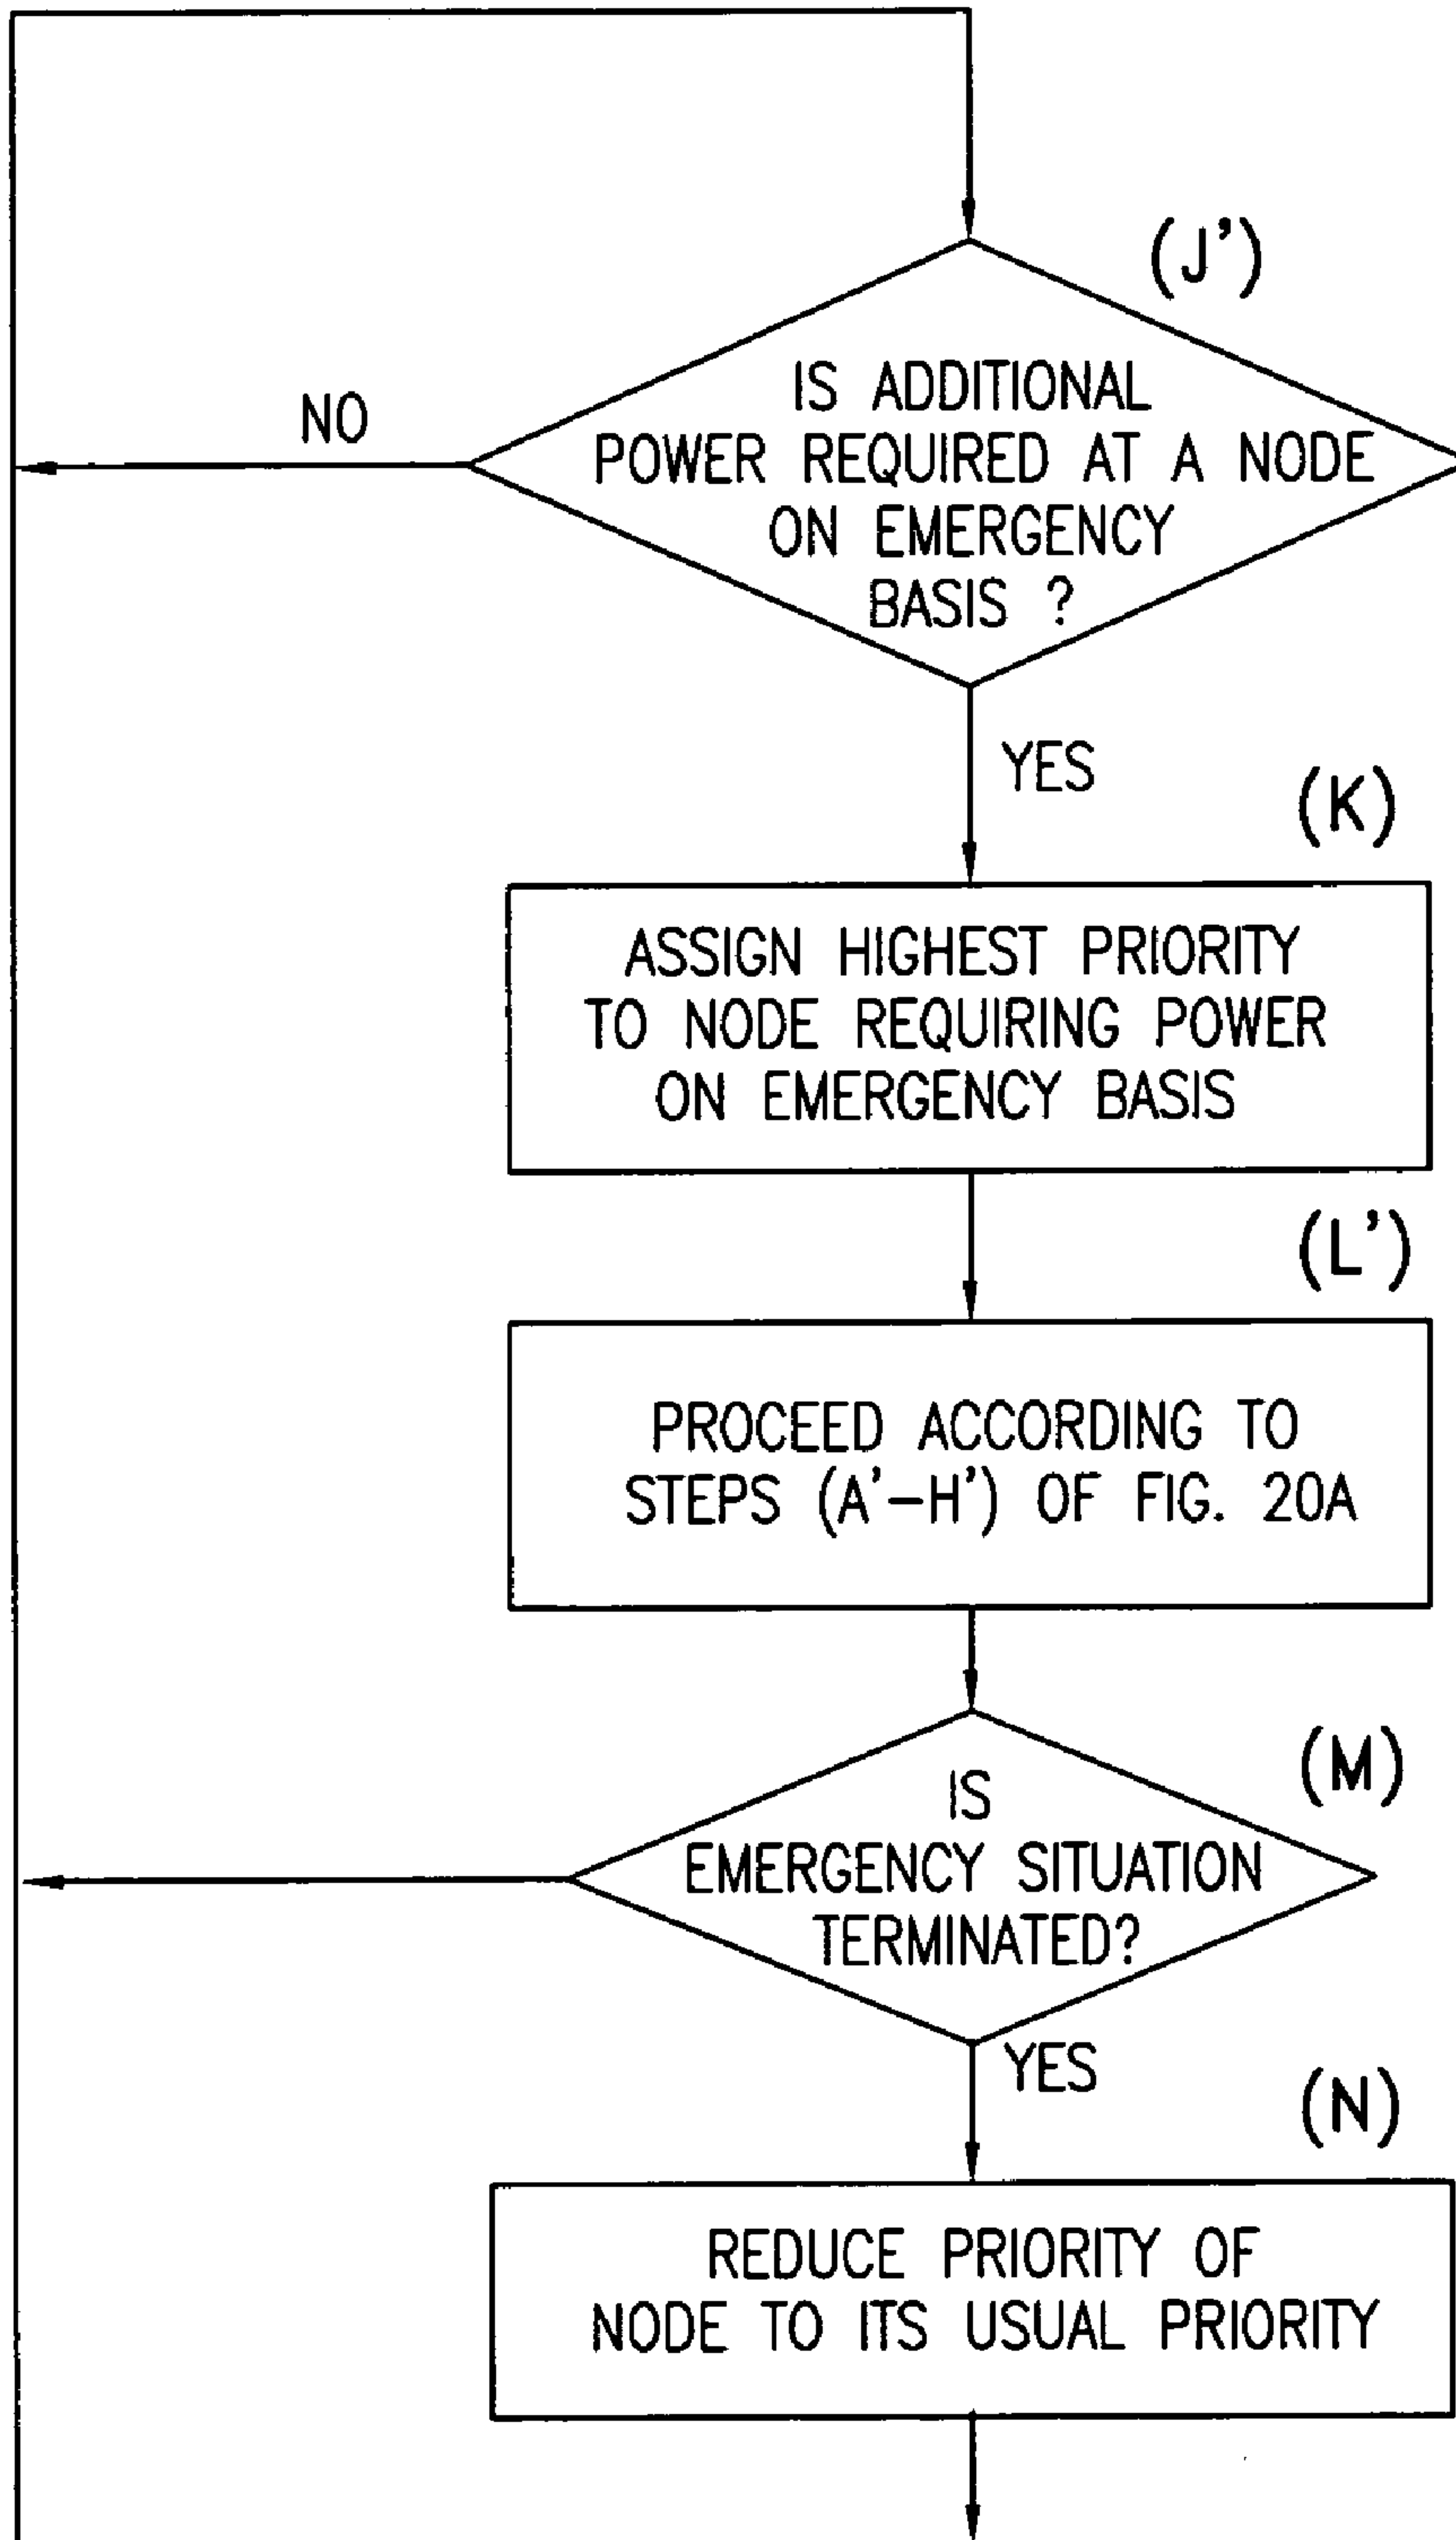 (J')
IS ADDITIONAL
POWER REQUIRED AT A NODE
ON EMERGENCY
BASIS ?
NO
YES
(K)
ASSIGN HIGHEST PRIORITY
TO NODE REQUIRING POWER
ON EMERGENCY BASIS
(L')
PROCEED ACCORDING TO
STEPS (A'-H') OF FIG. 20A
(M)
IS
EMERGENCY SITUATION
TERMINATED?
YES
(N)
REDUCE PRIORITY OF
NODE TO ITS USUAL PRIORITY